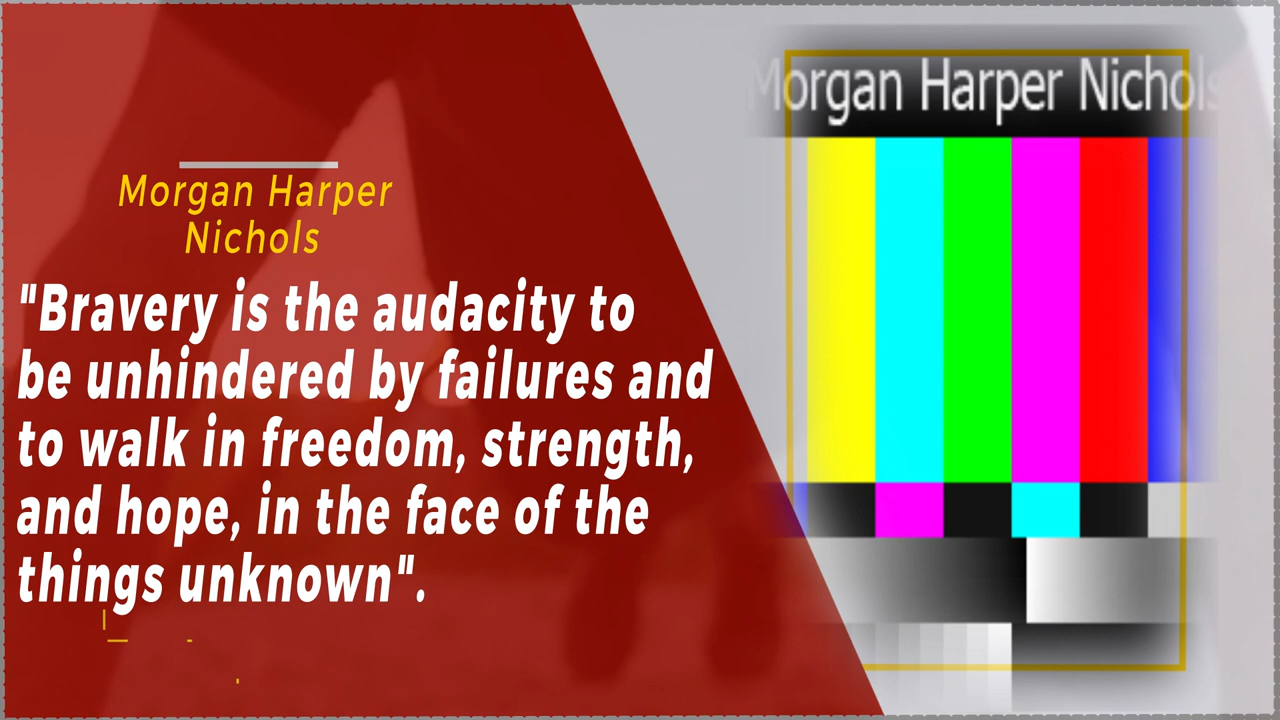 Morgan Harper Nichols
Morgan Harper
Nichols
"Bravery is the audacity to
be unhindered by failures and
to walk in freedom, strength,
and hope, in the face of the
things unknown".